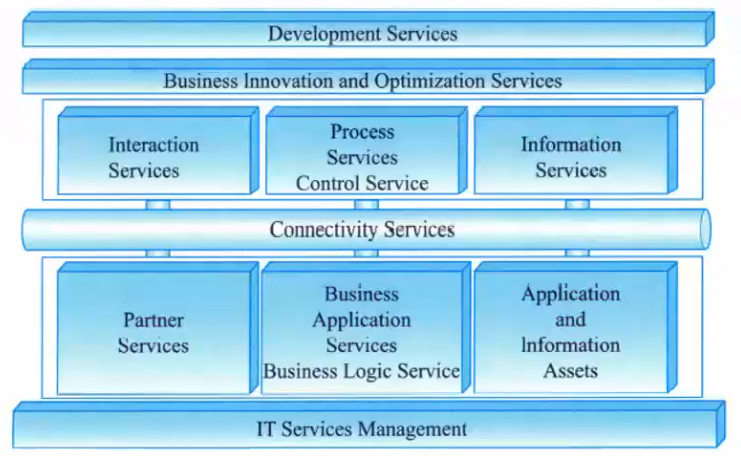 Development Services
Business Innovation and Optimization Services
Interaction
Services
Process
Services
Control Service
Information
Services
Connectivity Services
Partner
Services
Business
Application
Services
Business Logic Service
Application
and
Information
Assets
IT Services Management